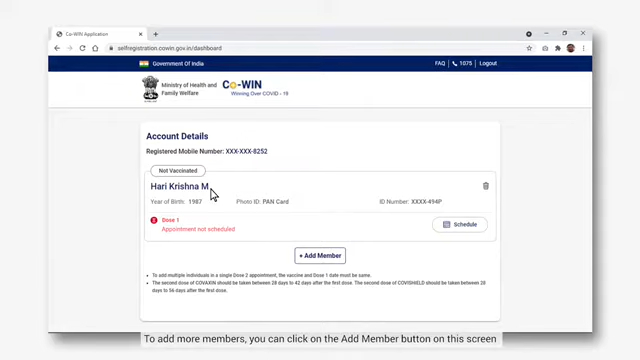 Co-WIN Application
selfregistration.cowin.gov.in/dashboard
Government Of India
FAQ
1075
Logout
Ministry of Health and
Family Welfare
Co-WIN
Winning Over COVID - 19
Account Details
Registered Mobile Number: XXX-XXX-8252
Not Vaccinated
Hari Krishna M
Year of Birth: 1987
Photo ID: PAN Card
ID Number: XXXX-494P
Dose 1
Appointment not scheduled
Schedule
+ Add Member
• To add multiple individuals in a single Dose 2 appointment, the vaccine and Dose 1 date must be same.
• The second dose of COVAXIN should be taken between 28 days to 42 days after the first dose. The second dose of COVISHIELD should be taken between 28
days to 56 days after the first dose.
To add more members, you can click on the Add Member button on this screen